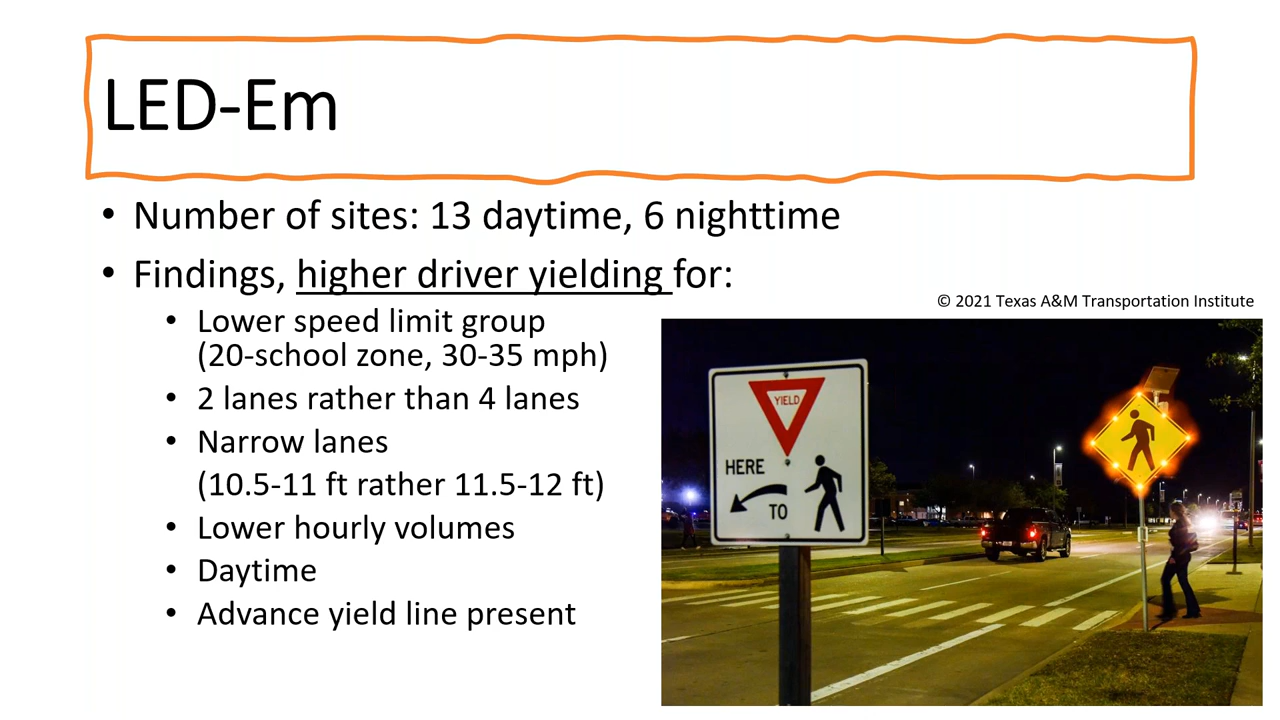 LED-Em
• Number of sites: 13 daytime, 6 nighttime
• Findings, higher driver yielding for:
• Lower speed limit group
(20-school zone, 30-35 mph)
• 2 lanes rather than 4 lanes
• Narrow lanes
(10.5-11 ft rather 11.5-12 ft)
• Lower hourly volumes
• Daytime
• Advance yield line present
© 2021 Texas A&M Transportation Institute
YIELD
HERE
TO